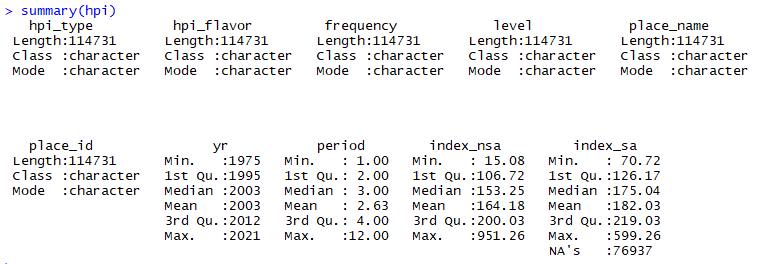 > summary(hpi)
  hpi_type          hpi_flavor         frequency            level            place_name
Length:114731      Length:114731      Length:114731      Length:114731      Length:114731
Class :character   Class :character   Class :character   Class :character   Class :character
Mode  :character   Mode  :character   Mode  :character   Mode  :character   Mode  :character
  place_id              yr           period        index_nsa         index_sa
Length:114731      Min.   :1975   Min.   : 1.00   Min.   : 15.08   Min.   : 70.72
Class :character   1st Qu.:1995   1st Qu.: 2.00   1st Qu.:106.72   1st Qu.:126.17
Mode  :character   Median :2003   Median : 3.00   Median :153.25   Median :175.04
                   Mean   :2003   Mean   : 2.63   Mean   :164.18   Mean   :182.03
                   3rd Qu.:2012   3rd Qu.: 4.00   3rd Qu.:200.03   3rd Qu.:219.03
                   Max.   :2021   Max.   :12.00   Max.   :951.26   Max.   :599.26
                                                                   NA's   :76937